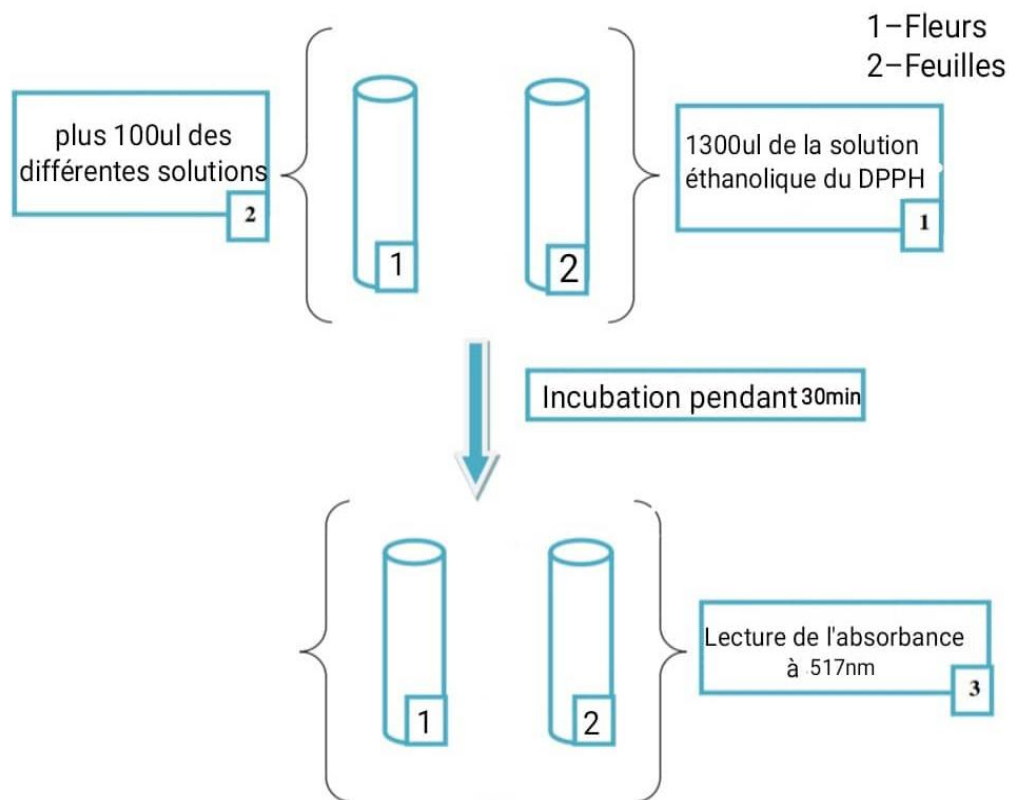 1–Fleurs
2–Feuilles
plus 100ul des
différentes solutions
2
1300ul de la solution
éthanolique du DPPH
1
1
2
Incubation pendant 30min
1
2
Lecture de l'absorbance
à 517nm
3